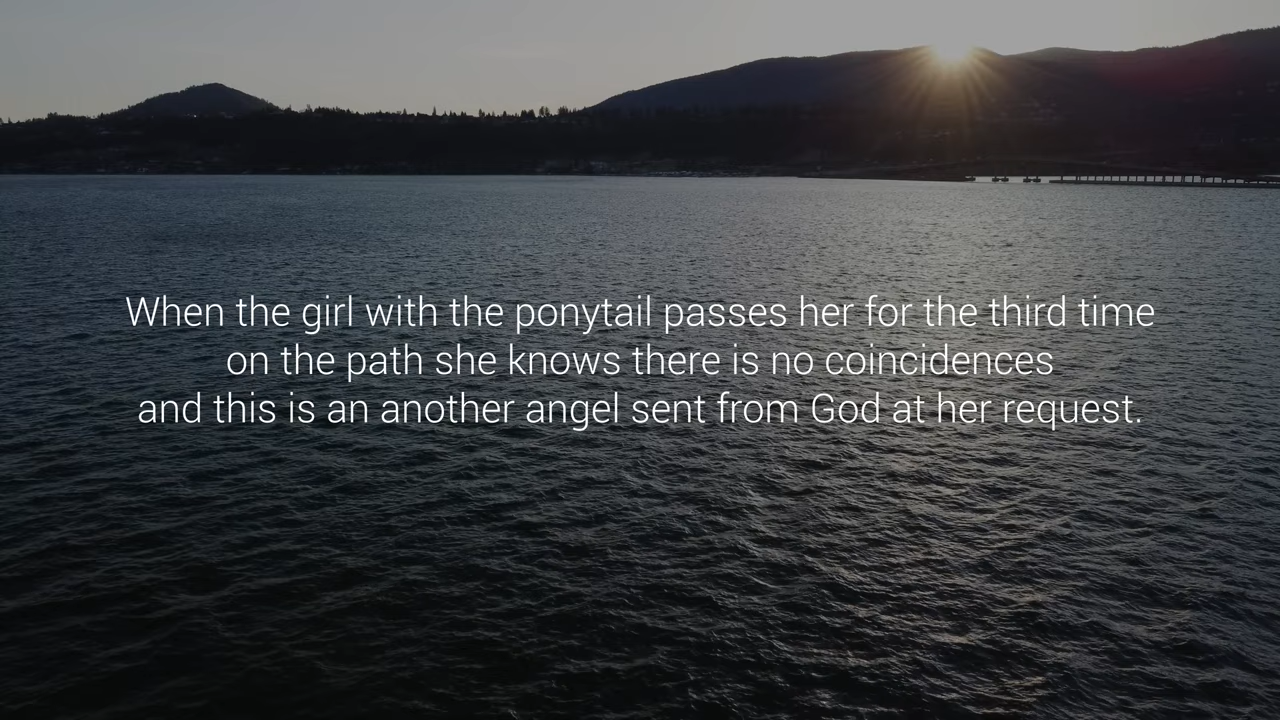 When the girl with the ponytail passes her for the third time
on the path she knows there is no coincidences
and this is an another angel sent from God at her request.